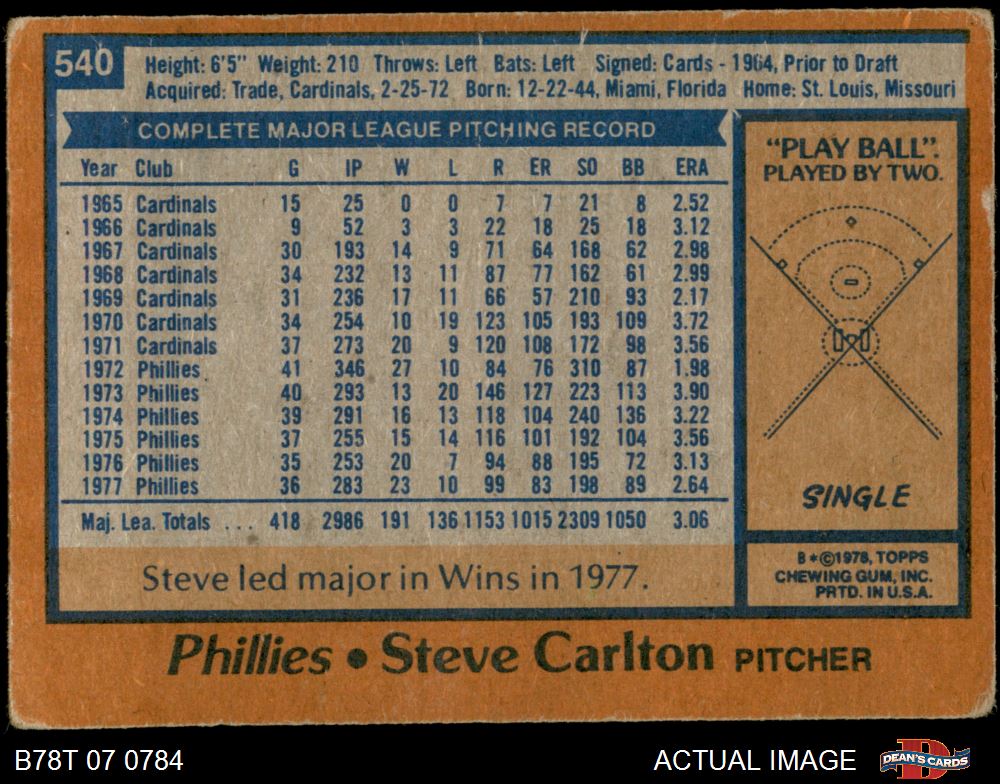 540
Height: 6'5" Weight: 210 Throws: Left Bats: Left Signed: Cards - 1964, Prior to Draft
Acquired: Trade, Cardinals, 2-25-72 Born: 12-22-44, Miami, Florida Home: St. Louis, Missouri
COMPLETE MAJOR LEAGUE PITCHING RECORD
Year Club G IP W L R ER SO BB ERA
1965 Cardinals 15 25 0 0 7 7 21 8 2.52
1966 Cardinals 9 52 3 3 22 18 25 18 3.12
1967 Cardinals 30 193 14 9 71 64 168 62 2.98
1968 Cardinals 34 232 13 11 87 77 162 61 2.99
1969 Cardinals 31 236 17 11 66 57 210 93 2.17
1970 Cardinals 34 254 10 19 123 105 193 109 3.72
1971 Cardinals 37 273 20 9 120 108 172 98 3.56
1972 Phillies 41 346 27 10 84 76 310 87 1.98
1973 Phillies 40 293 13 20 146 127 223 113 3.90
1974 Phillies 39 291 16 13 118 104 240 136 3.22
1975 Phillies 37 255 15 14 116 101 192 104 3.56
1976 Phillies 35 253 20 7 94 88 195 72 3.13
1977 Phillies 36 283 23 10 99 83 198 89 2.64
Maj. Lea. Totals ... 418 2986 191 136 1153 1015 2309 1050 3.06
Steve led major in Wins in 1977.
"PLAY BALL".
PLAYED BY TWO.
SINGLE
B*©1978, TOPPS
CHEWING GUM, INC.
PRTD. IN U.S.A.
Phillies • Steve Carlton PITCHER
B78T 07 0784
ACTUAL IMAGE
DEAN'S CARDS